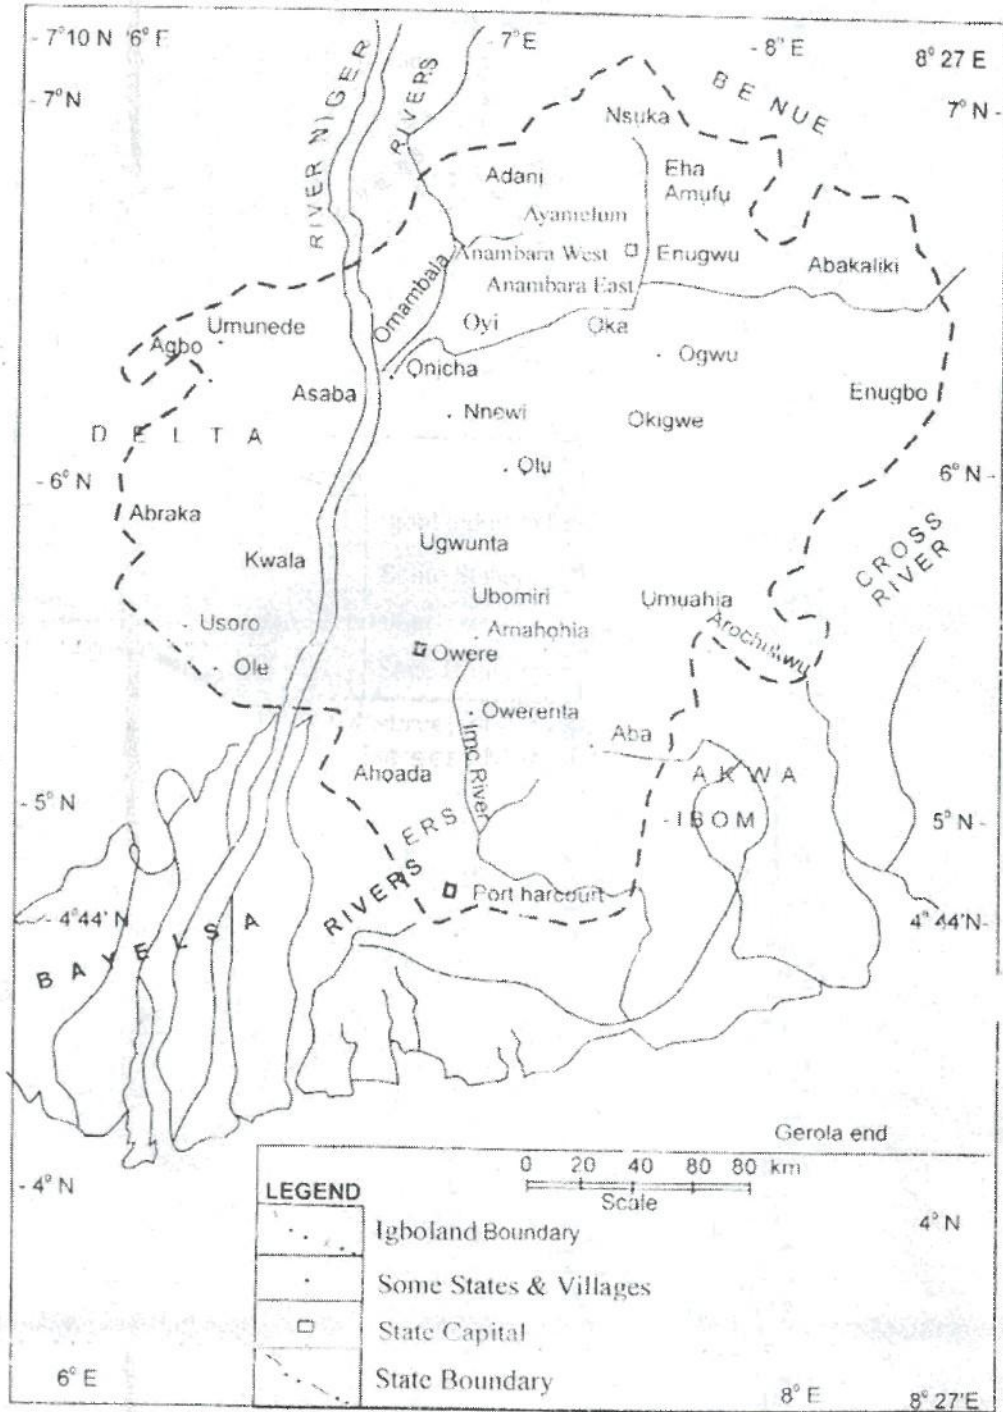 - 7° 10 N
6° F
- 7° E
- 8° E
8° 27 E
- 7° N
7° N -
RIVER NIGER
RIVERS
BENUE
Nsuka
Adani
Eha
Amufu
Ayamelum
Anambara West
Enugwu
Abakaliki
Anambara East
Omambala
Umunede
Agbo
Oyi
Oka
Ogwu
Onicha
Asaba
Enugbo
Nnewi
Okigwe
DELTA
Olu
- 6° N
6° N -
Abraka
Ugwunta
Kwala
CROSS
RIVER
Ubomiri
Umuahia
Usoro
Amahohia
Arochukwu
Owere
Ole
Owerenta
Imc River
Aba
Ahoada
AKWA
IBOM
- 5° N
5° N -
ERS
RIVERS
Port harcourt
- 4° 44' N
4° 44'N-
BAYELSA
Gerola end
0 20 40 80 80 km
Scale
- 4° N
4° N
LEGEND
Igboland Boundary
Some States & Villages
State Capital
State Boundary
6° E
8° E
8° 27'E